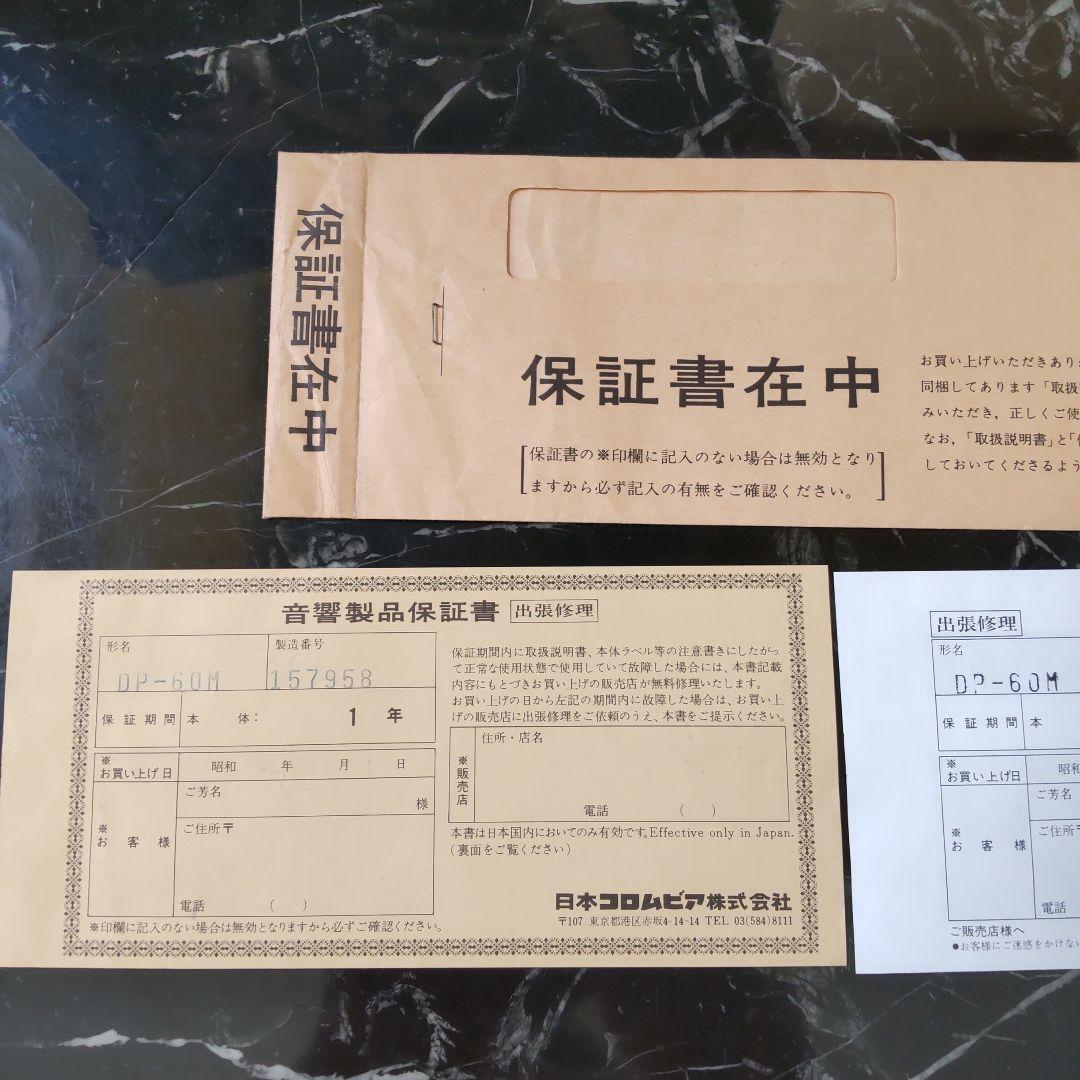 保証書在中
保証書在中
[保証書の※印欄に記入のない場合は無効となり
ますから必ず記入の有無をご確認ください。]
お買い上げいただきあり
同梱してあります「取扱
みいただき，正しくご使
なお，「取扱説明書」と「
しておいてくださるよう
音響製品保証書 出張修理
形名 製造番号
DP-60M 157958
保証期間 本体: 1年
※お買い上げ日 昭和 年 月 日
※お客様
ご芳名 様
ご住所〒
電話 ( )
※印欄に記入のない場合は無効となりますから必ずご確認ください。
保証期間内に取扱説明書、本体ラベル等の注意書きにしたがっ
て正常な使用状態で使用していて故障した場合には、本書記載
内容にもとづきお買い上げの販売店が無料修理いたします。
お買い上げの日から左記の期間内に故障した場合は、お買い上
げの販売店に出張修理をご依頼のうえ、本書をご提示ください。
※販売店
住所・店名
電話 ( )
本書は日本国内においてのみ有効です。Effective only in Japan.
(裏面をご覧ください)
日本コロムビア株式会社
〒107 東京都港区赤坂4-14-14 TEL 03(584)8111
出張修理
形名
DP-60M
保証期間 本
※お買い上げ日 昭和
※お客様
ご芳名
ご住所〒
電話
ご販売店様へ
●お客様にご迷惑をかけない